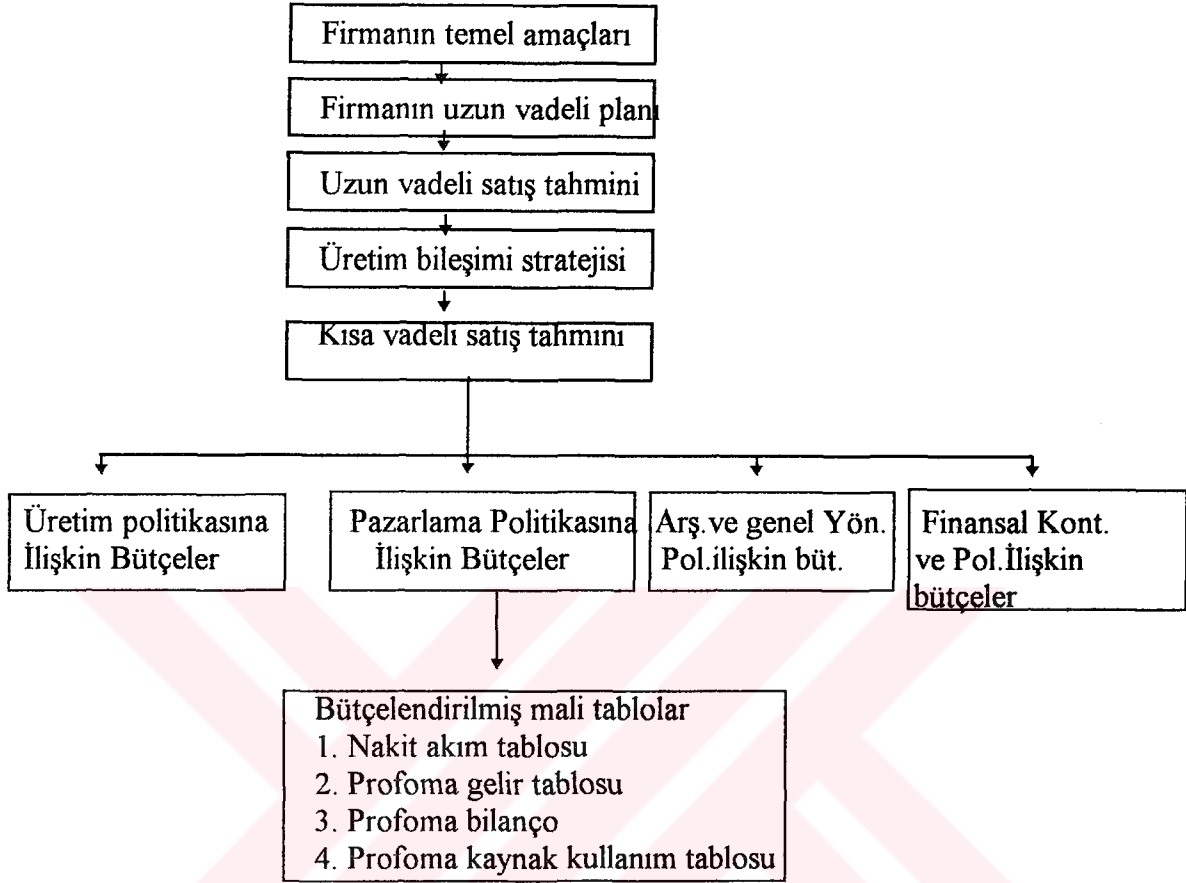 Firmanın temel amaçları
Firmanın uzun vadeli planı
Uzun vadeli satış tahmini
Üretim bileşimi stratejisi
Kısa vadeli satış tahmını
Üretim politikasına
İlişkin Bütçeler
Pazarlama Politikasına
İlışkin Bütçeler
Arş.ve genel Yön.
Pol.ilişkin büt.
Finansal Kont.
ve Pol.İlişkin
bütçeler
Bütçelendirilmiş mali tablolar
1. Nakit akım tablosu
2. Profoma gelir tablosu
3. Profoma bilanço
4. Profoma kaynak kullanım tablosu